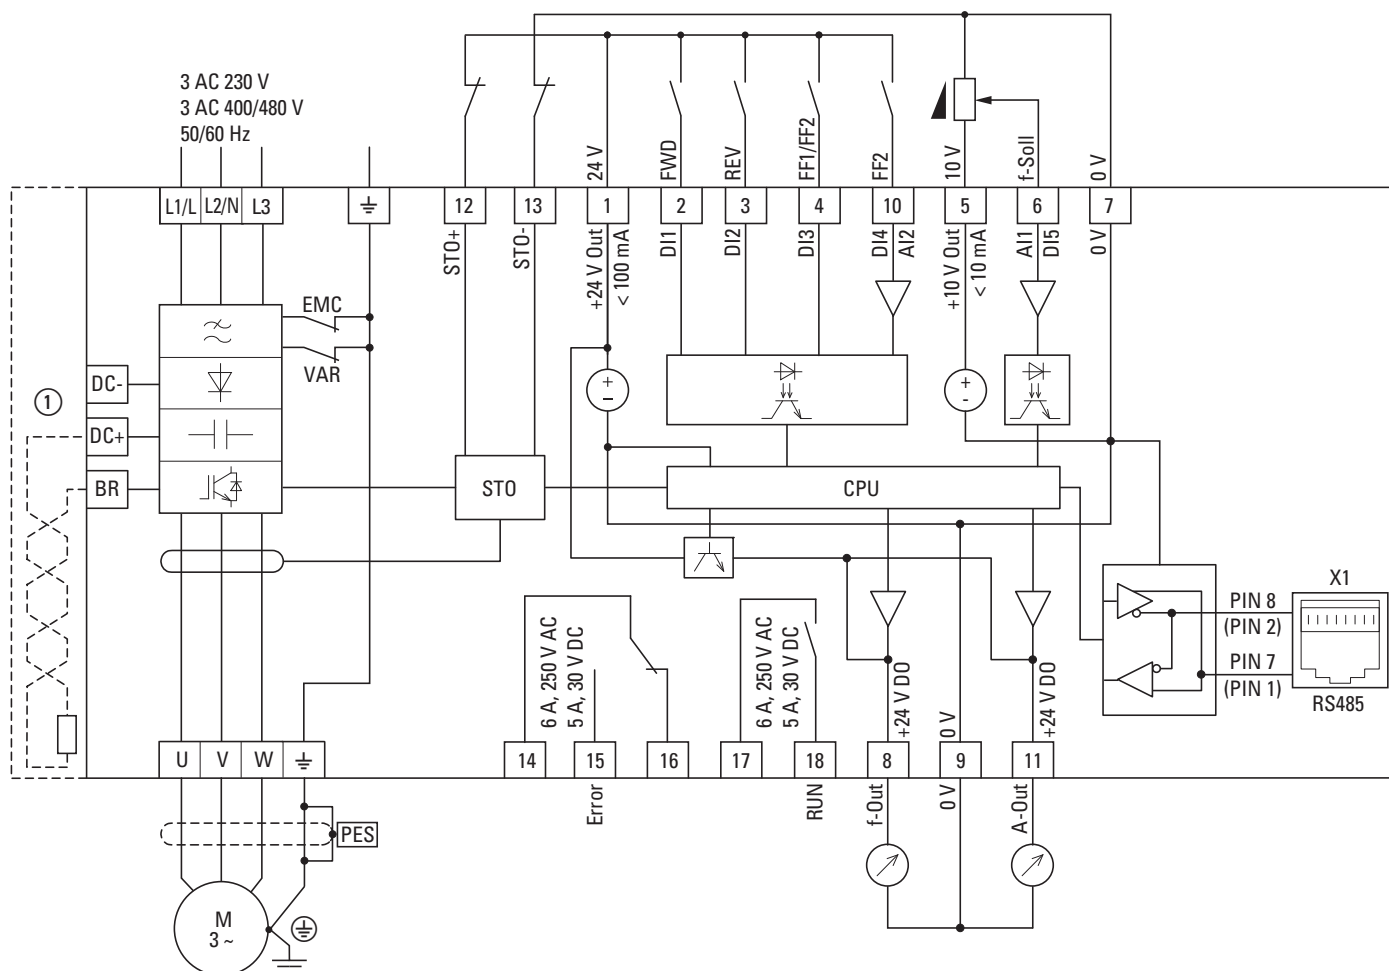 3 AC 230 V
3 AC 400/480 V
50/60 Hz
24 V
FWD
REV
FF1/FF2
FF2
10 V
f-Soll
0 V
L1/L
L2/N
L3
12
13
1
2
3
4
10
5
6
7
STO+
STO-
+24 V Out
< 100 mA
DI1
DI2
DI3
DI4
AI2
+10 V Out
< 10 mA
AI1
DI5
0 V
EMC
VAR
DC-
1
DC+
BR
+
−
+
-
STO
CPU
X1
PIN 8
(PIN 2)
PIN 7
(PIN 1)
RS485
6 A, 250 V AC
5 A, 30 V DC
6 A, 250 V AC
5 A, 30 V DC
+24 V DO
0 V
+24 V DO
U
V
W
14
15
16
17
18
8
9
11
Error
RUN
f-Out
0 V
A-Out
PES
M
3 ~